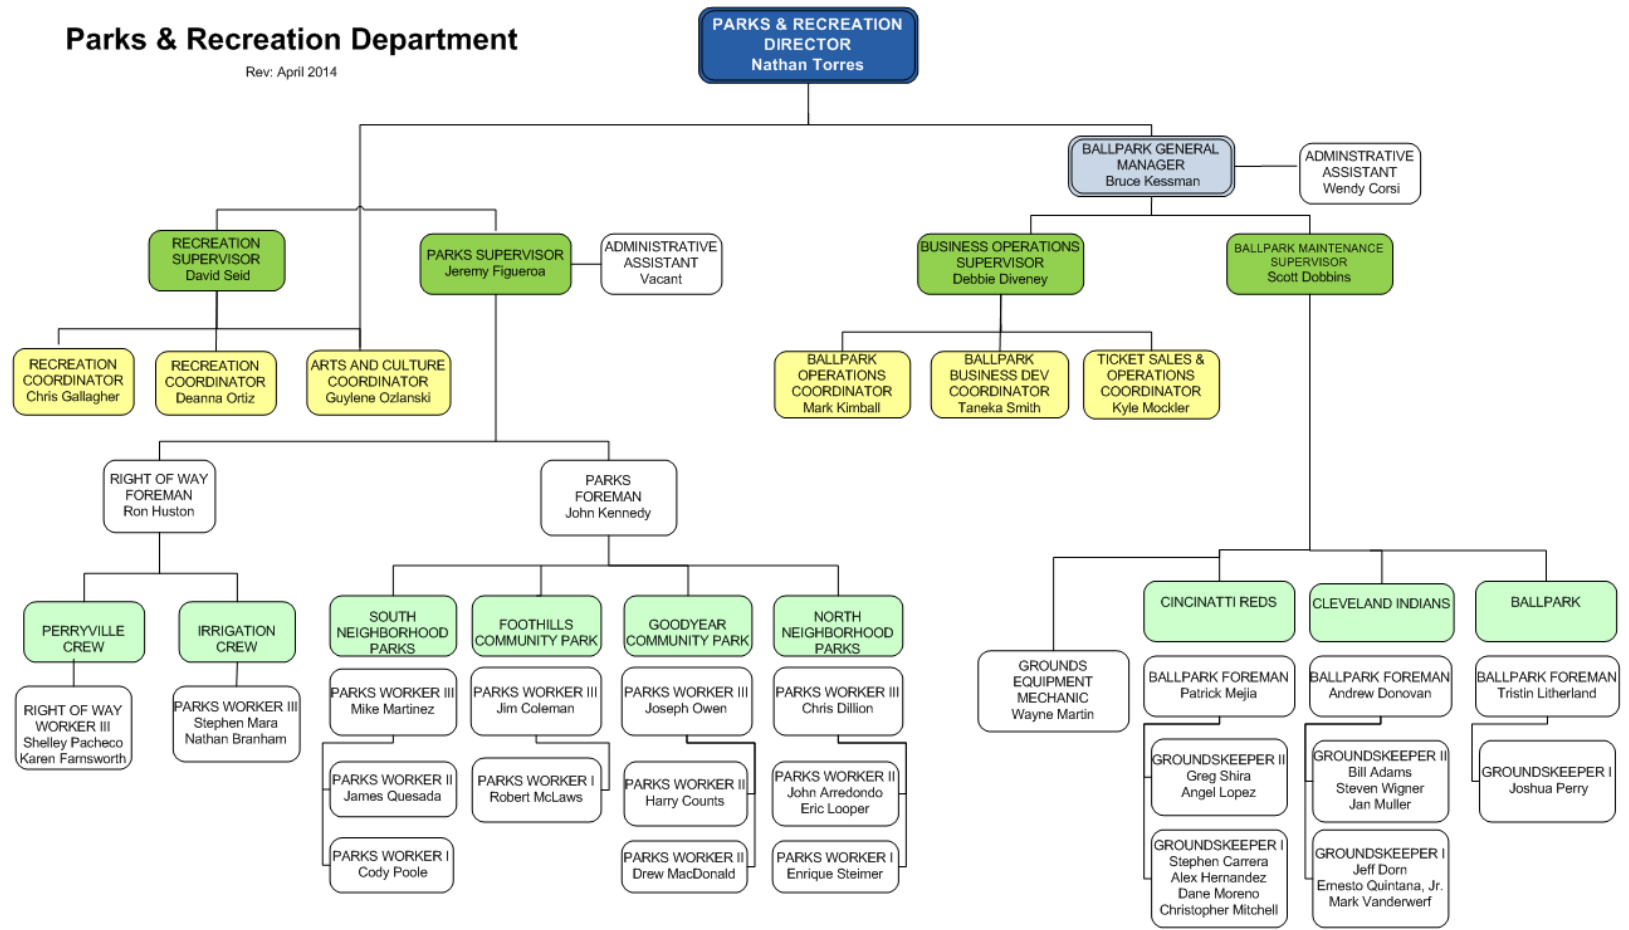 Parks & Recreation Department
Rev: April 2014
PARKS & RECREATION
DIRECTOR
Nathan Torres
BALLPARK GENERAL
MANAGER
Bruce Kessman
ADMINSTRATIVE
ASSISTANT
Wendy Corsi
RECREATION
SUPERVISOR
David Seid
PARKS SUPERVISOR
Jeremy Figueroa
ADMINISTRATIVE
ASSISTANT
Vacant
BUSINESS OPERATIONS
SUPERVISOR
Debbie Diveney
BALLPARK MAINTENANCE
SUPERVISOR
Scott Dobbins
RECREATION
COORDINATOR
Chris Gallagher
RECREATION
COORDINATOR
Deanna Ortiz
ARTS AND CULTURE
COORDINATOR
Guylene Ozlanski
BALLPARK
OPERATIONS
COORDINATOR
Mark Kimball
BALLPARK
BUSINESS DEV
COORDINATOR
Taneka Smith
TICKET SALES &
OPERATIONS
COORDINATOR
Kyle Mockler
RIGHT OF WAY
FOREMAN
Ron Huston
PARKS
FOREMAN
John Kennedy
PERRYVILLE
CREW
IRRIGATION
CREW
SOUTH
NEIGHBORHOOD
PARKS
FOOTHILLS
COMMUNITY PARK
GOODYEAR
COMMUNITY PARK
NORTH
NEIGHBORHOOD
PARKS
CINCINATTI REDS
CLEVELAND INDIANS
BALLPARK
RIGHT OF WAY
WORKER III
Shelley Pacheco
Karen Farnsworth
PARKS WORKER III
Stephen Mara
Nathan Branham
PARKS WORKER III
Mike Martinez
PARKS WORKER III
Jim Coleman
PARKS WORKER III
Joseph Owen
PARKS WORKER III
Chris Dillion
GROUNDS
EQUIPMENT
MECHANIC
Wayne Martin
BALLPARK FOREMAN
Patrick Mejia
BALLPARK FOREMAN
Andrew Donovan
BALLPARK FOREMAN
Tristin Litherland
PARKS WORKER II
James Quesada
PARKS WORKER I
Robert McLaws
PARKS WORKER II
Harry Counts
PARKS WORKER II
John Arredondo
Eric Looper
GROUNDSKEEPER II
Greg Shira
Angel Lopez
GROUNDSKEEPER II
Bill Adams
Steven Wigner
Jan Muller
GROUNDSKEEPER I
Joshua Perry
PARKS WORKER I
Cody Poole
PARKS WORKER II
Drew MacDonald
PARKS WORKER I
Enrique Steimer
GROUNDSKEEPER I
Stephen Carrera
Alex Hernandez
Dane Moreno
Christopher Mitchell
GROUNDSKEEPER I
Jeff Dorn
Ernesto Quintana, Jr.
Mark Vanderwerf